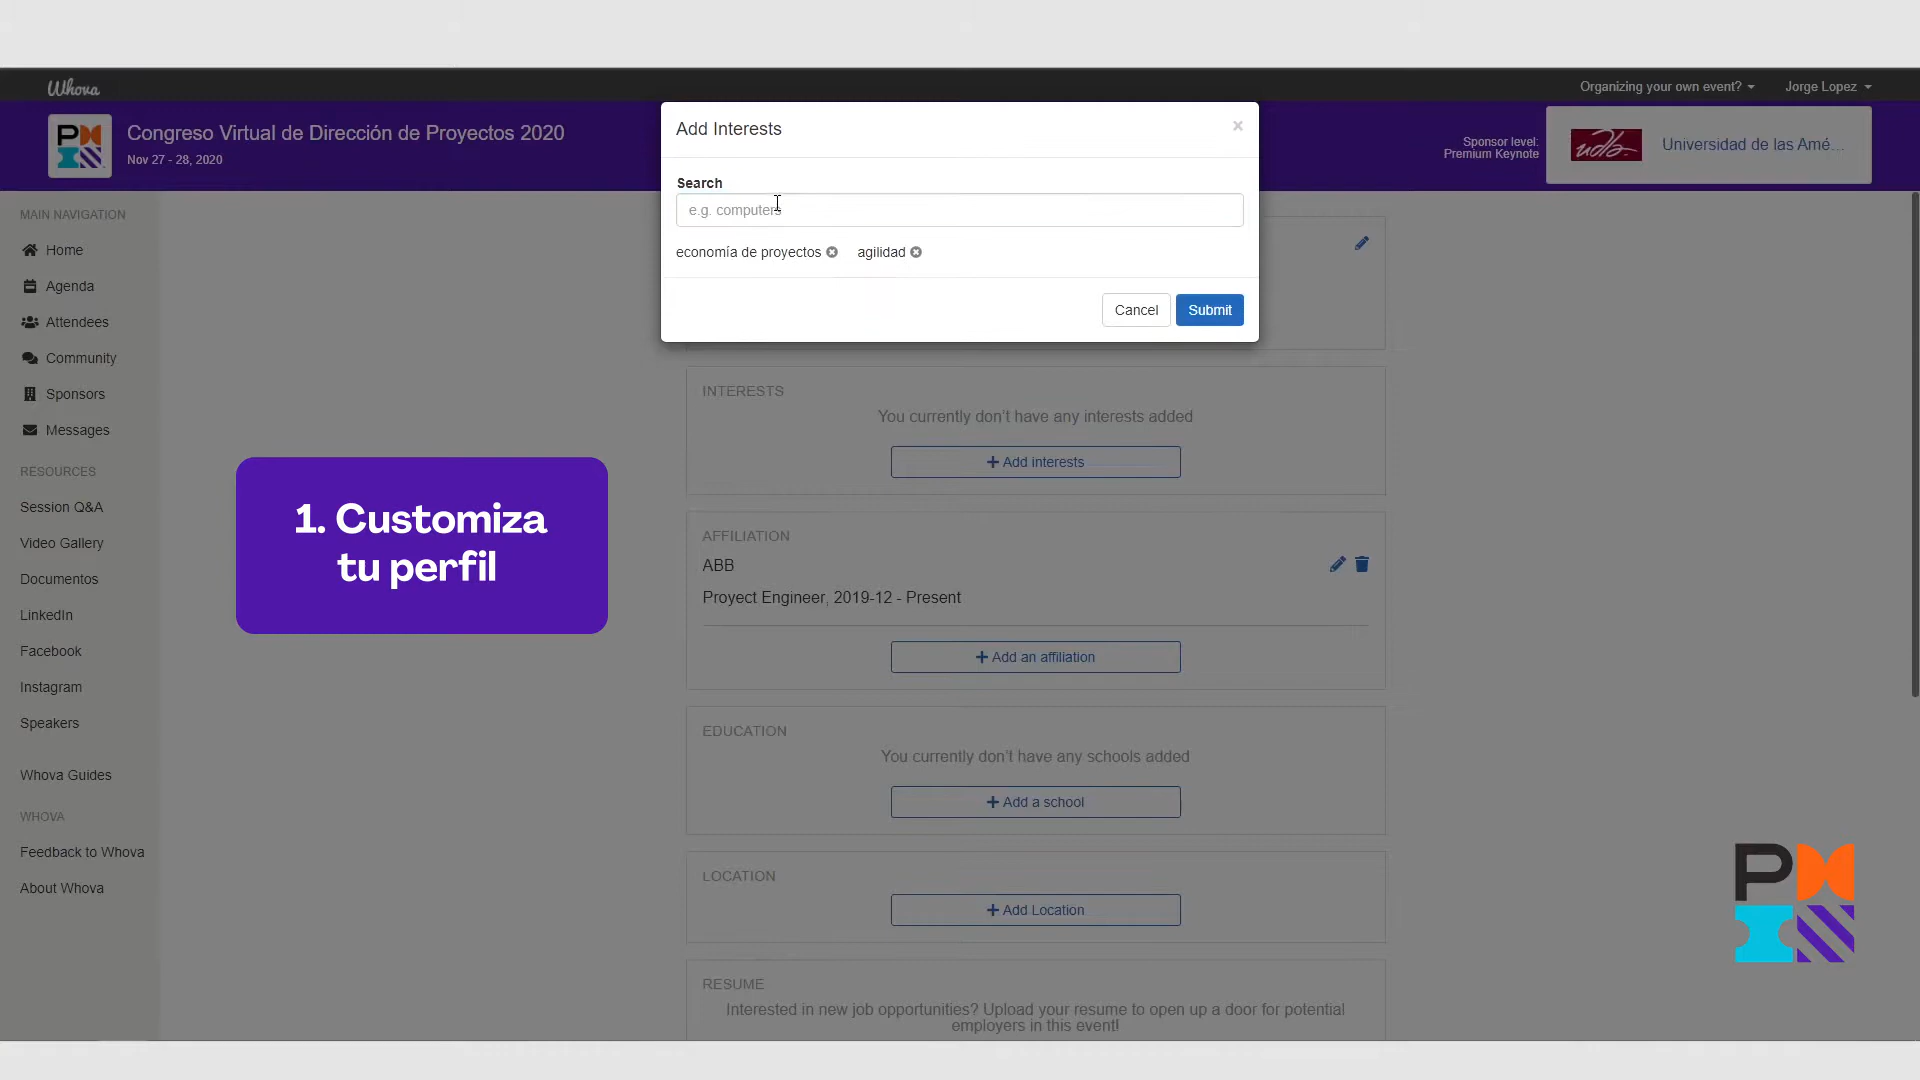 Whova
Organizing your own event?
Jorge Lopez
PM
Congreso Virtual de Dirección de Proyectos 2020
Nov 27 - 28, 2020
Sponsor level:
Premium Keynote
udla
Universidad de las Amé...
Add Interests
×
Search
e.g. computers
economía de proyectos
agilidad
Cancel
Submit
MAIN NAVIGATION
Home
Agenda
Attendees
Community
Sponsors
Messages
RESOURCES
Session Q&A
Video Gallery
Documentos
LinkedIn
Facebook
Instagram
Speakers
Whova Guides
WHOVA
Feedback to Whova
About Whova
1. Customiza
tu perfil
INTERESTS
You currently don't have any interests added
+ Add interests
AFFILIATION
ABB
Proyect Engineer, 2019-12 - Present
+ Add an affiliation
EDUCATION
You currently don't have any schools added
+ Add a school
LOCATION
+ Add Location
RESUME
Interested in new job opportunities? Upload your resume to open up a door for potential
employers in this event!
PM